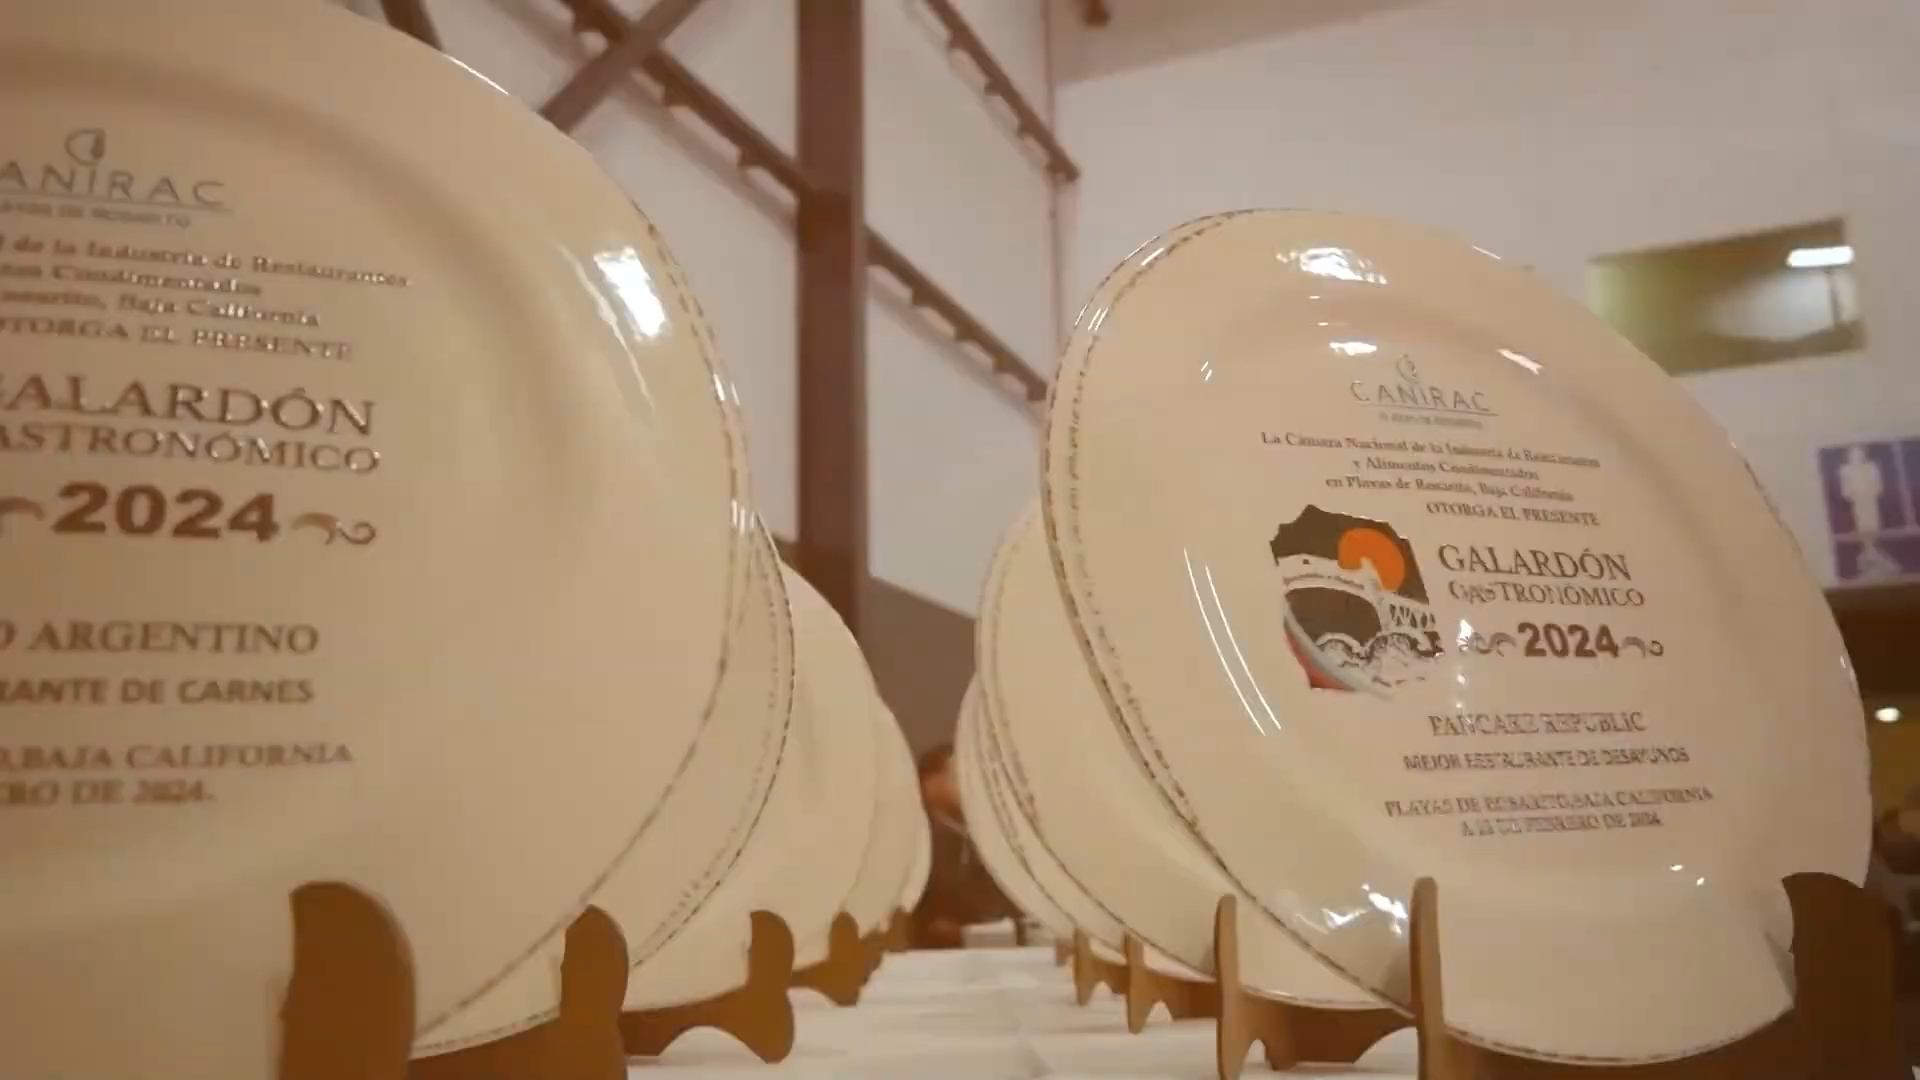 CANIRAC
de la Industria de Restaurantes
Condimentados
Rosarito, Baja California
OTORGA EL PRESENTE
GALARDÓN
GASTRONÓMICO
2024
ARGENTINO
DE CARNES
BAJA CALIFORNIA
DE 2024.
CANIRAC
La Cámara Nacional de la Industria de Restaurantes
y Alimentos Condimentados
en Playas de Rosarito, Baja California
OTORGA EL PRESENTE
GALARDÓN
GASTRONÓMICO
2024
PANCAKE REPUBLIC
MEJOR RESTAURANTE DE DESAYUNOS
PLAYAS DE ROSARITO, BAJA CALIFORNIA
DE FEBRERO DE 2024.